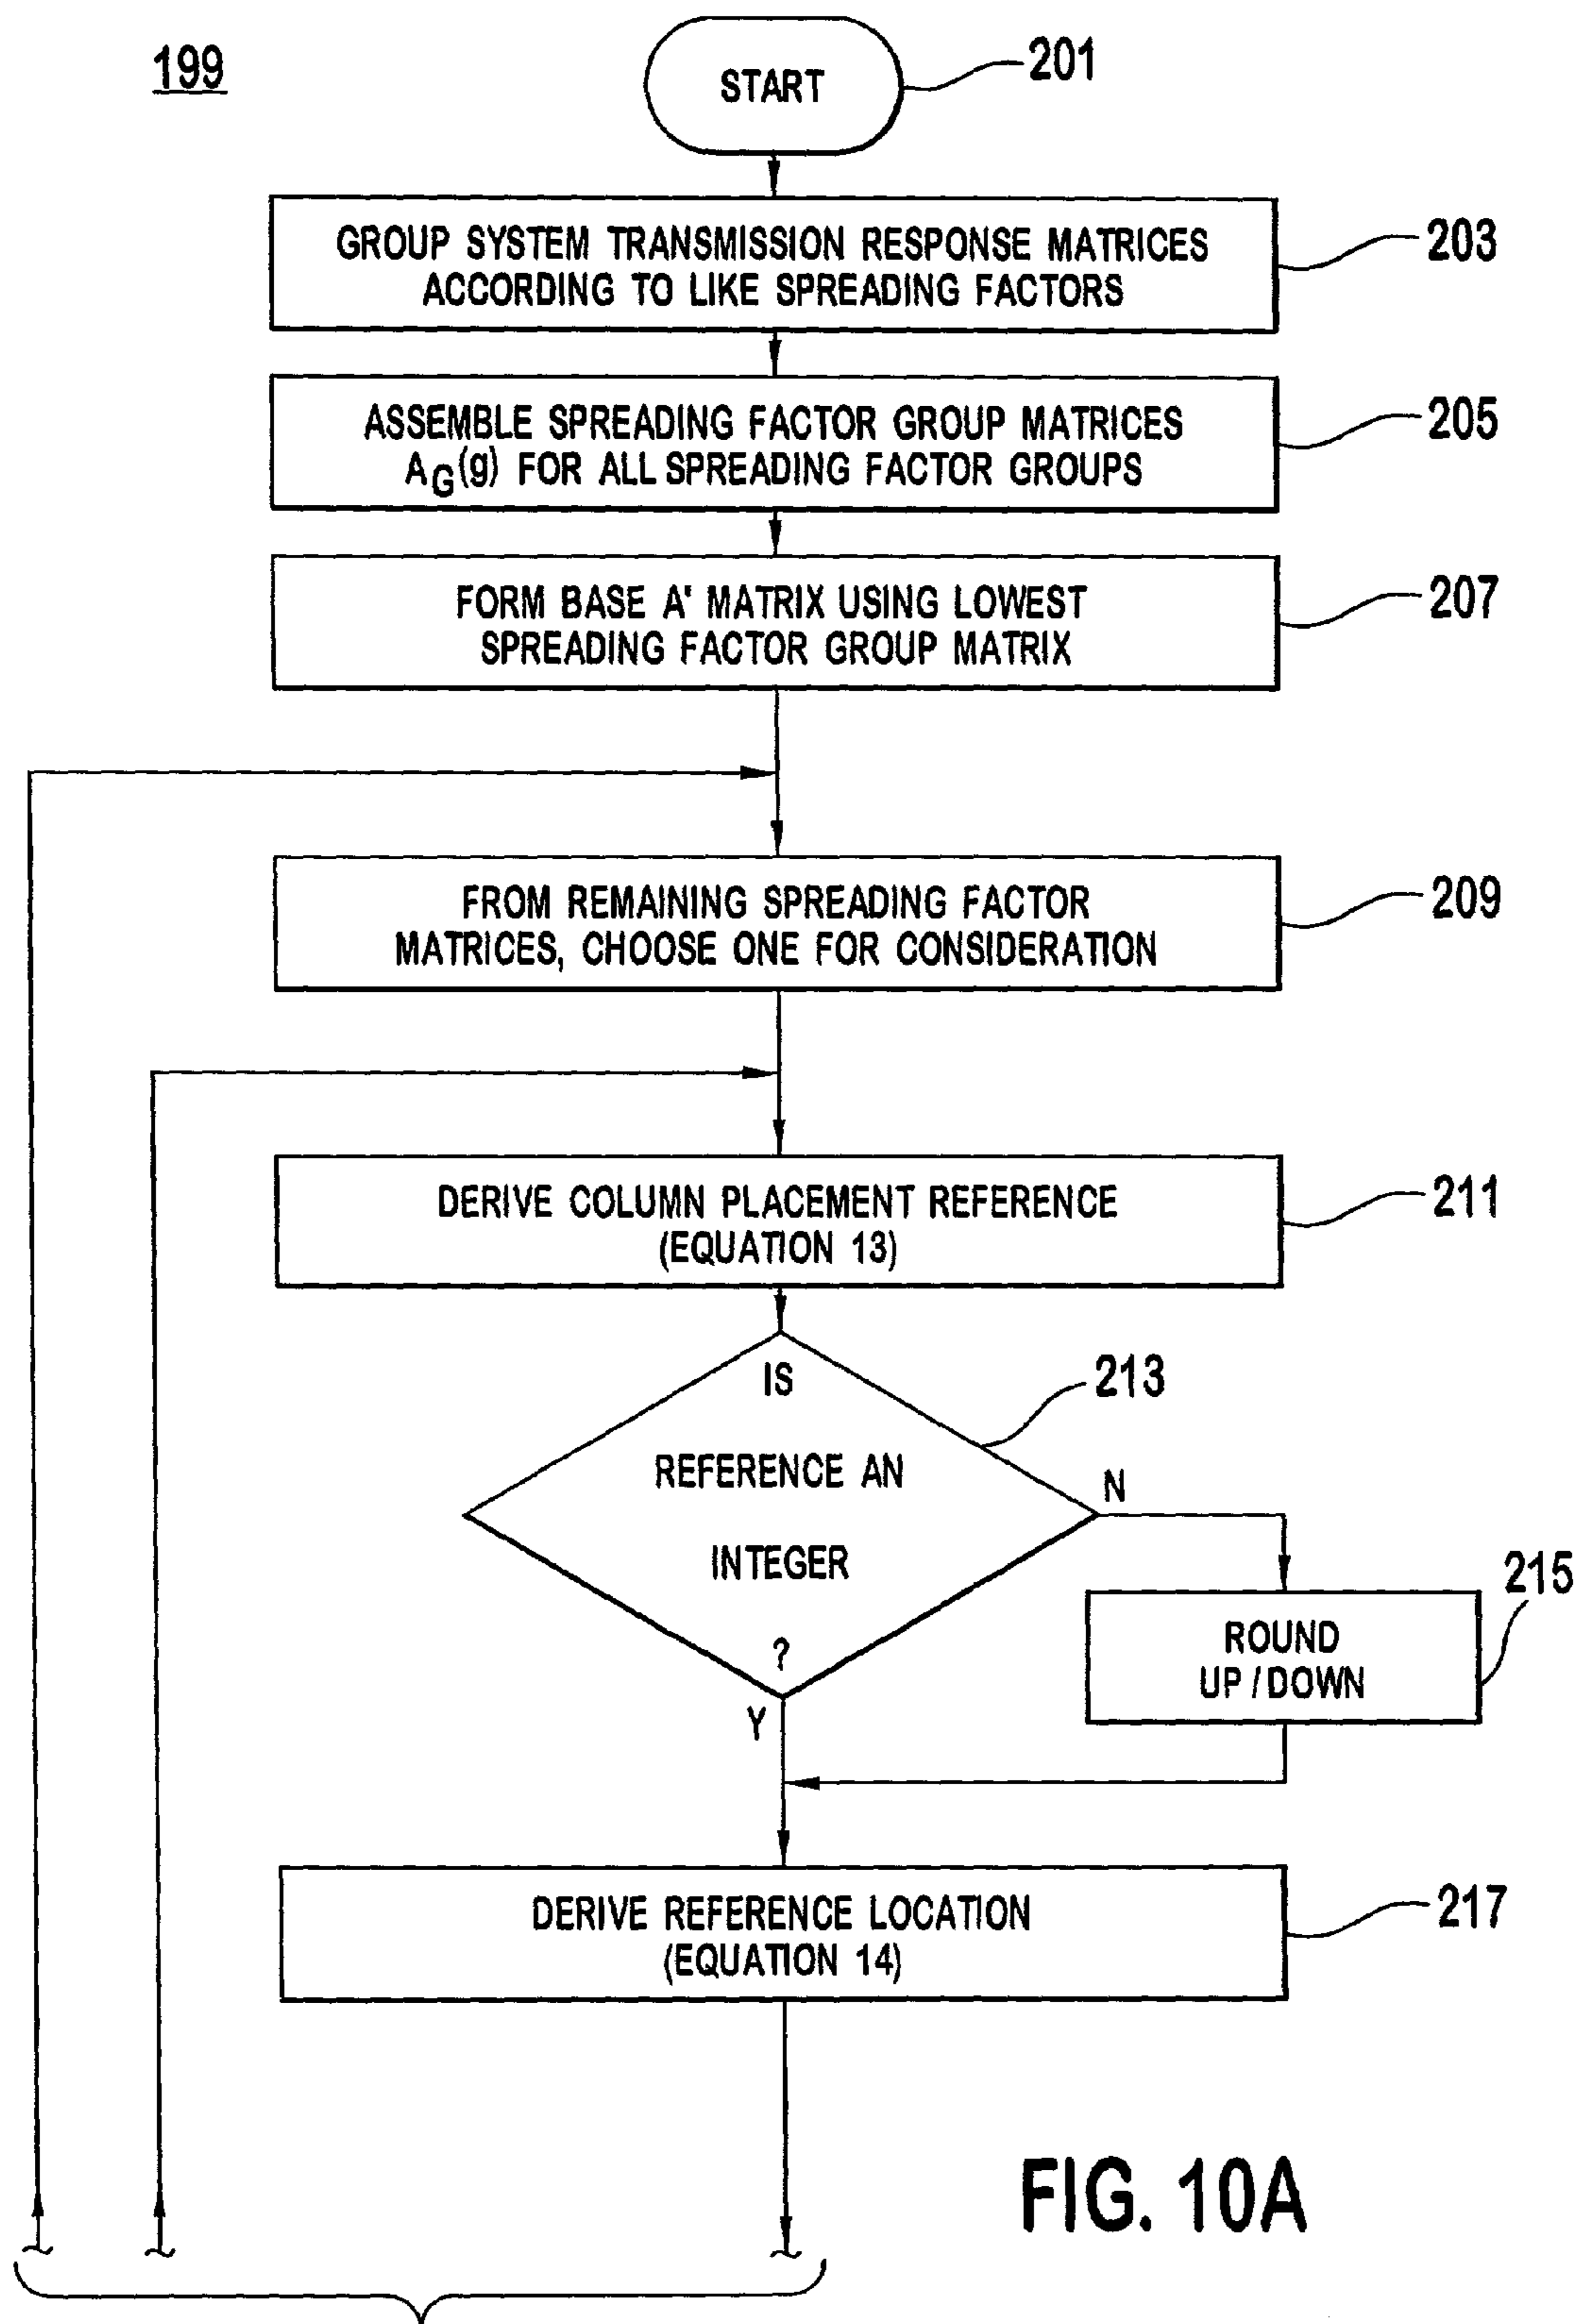 199
START
201
GROUP SYSTEM TRANSMISSION RESPONSE MATRICES
ACCORDING TO LIKE SPREADING FACTORS
203
ASSEMBLE SPREADING FACTOR GROUP MATRICES
AG(g) FOR ALL SPREADING FACTOR GROUPS
205
FORM BASE A' MATRIX USING LOWEST
SPREADING FACTOR GROUP MATRIX
207
FROM REMAINING SPREADING FACTOR
MATRICES, CHOOSE ONE FOR CONSIDERATION
209
DERIVE COLUMN PLACEMENT REFERENCE
(EQUATION 13)
211
IS
REFERENCE AN
INTEGER
?
213
N
Y
ROUND
UP / DOWN
215
DERIVE REFERENCE LOCATION
(EQUATION 14)
217
FIG. 10A